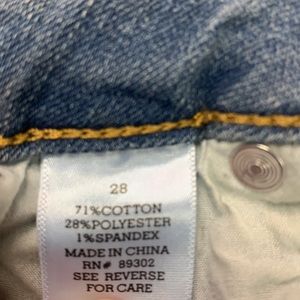 28
71%COTTON
28%POLYESTER
1%SPANDEX
MADE IN CHINA
RN# 89302
SEE REVERSE
FOR CARE